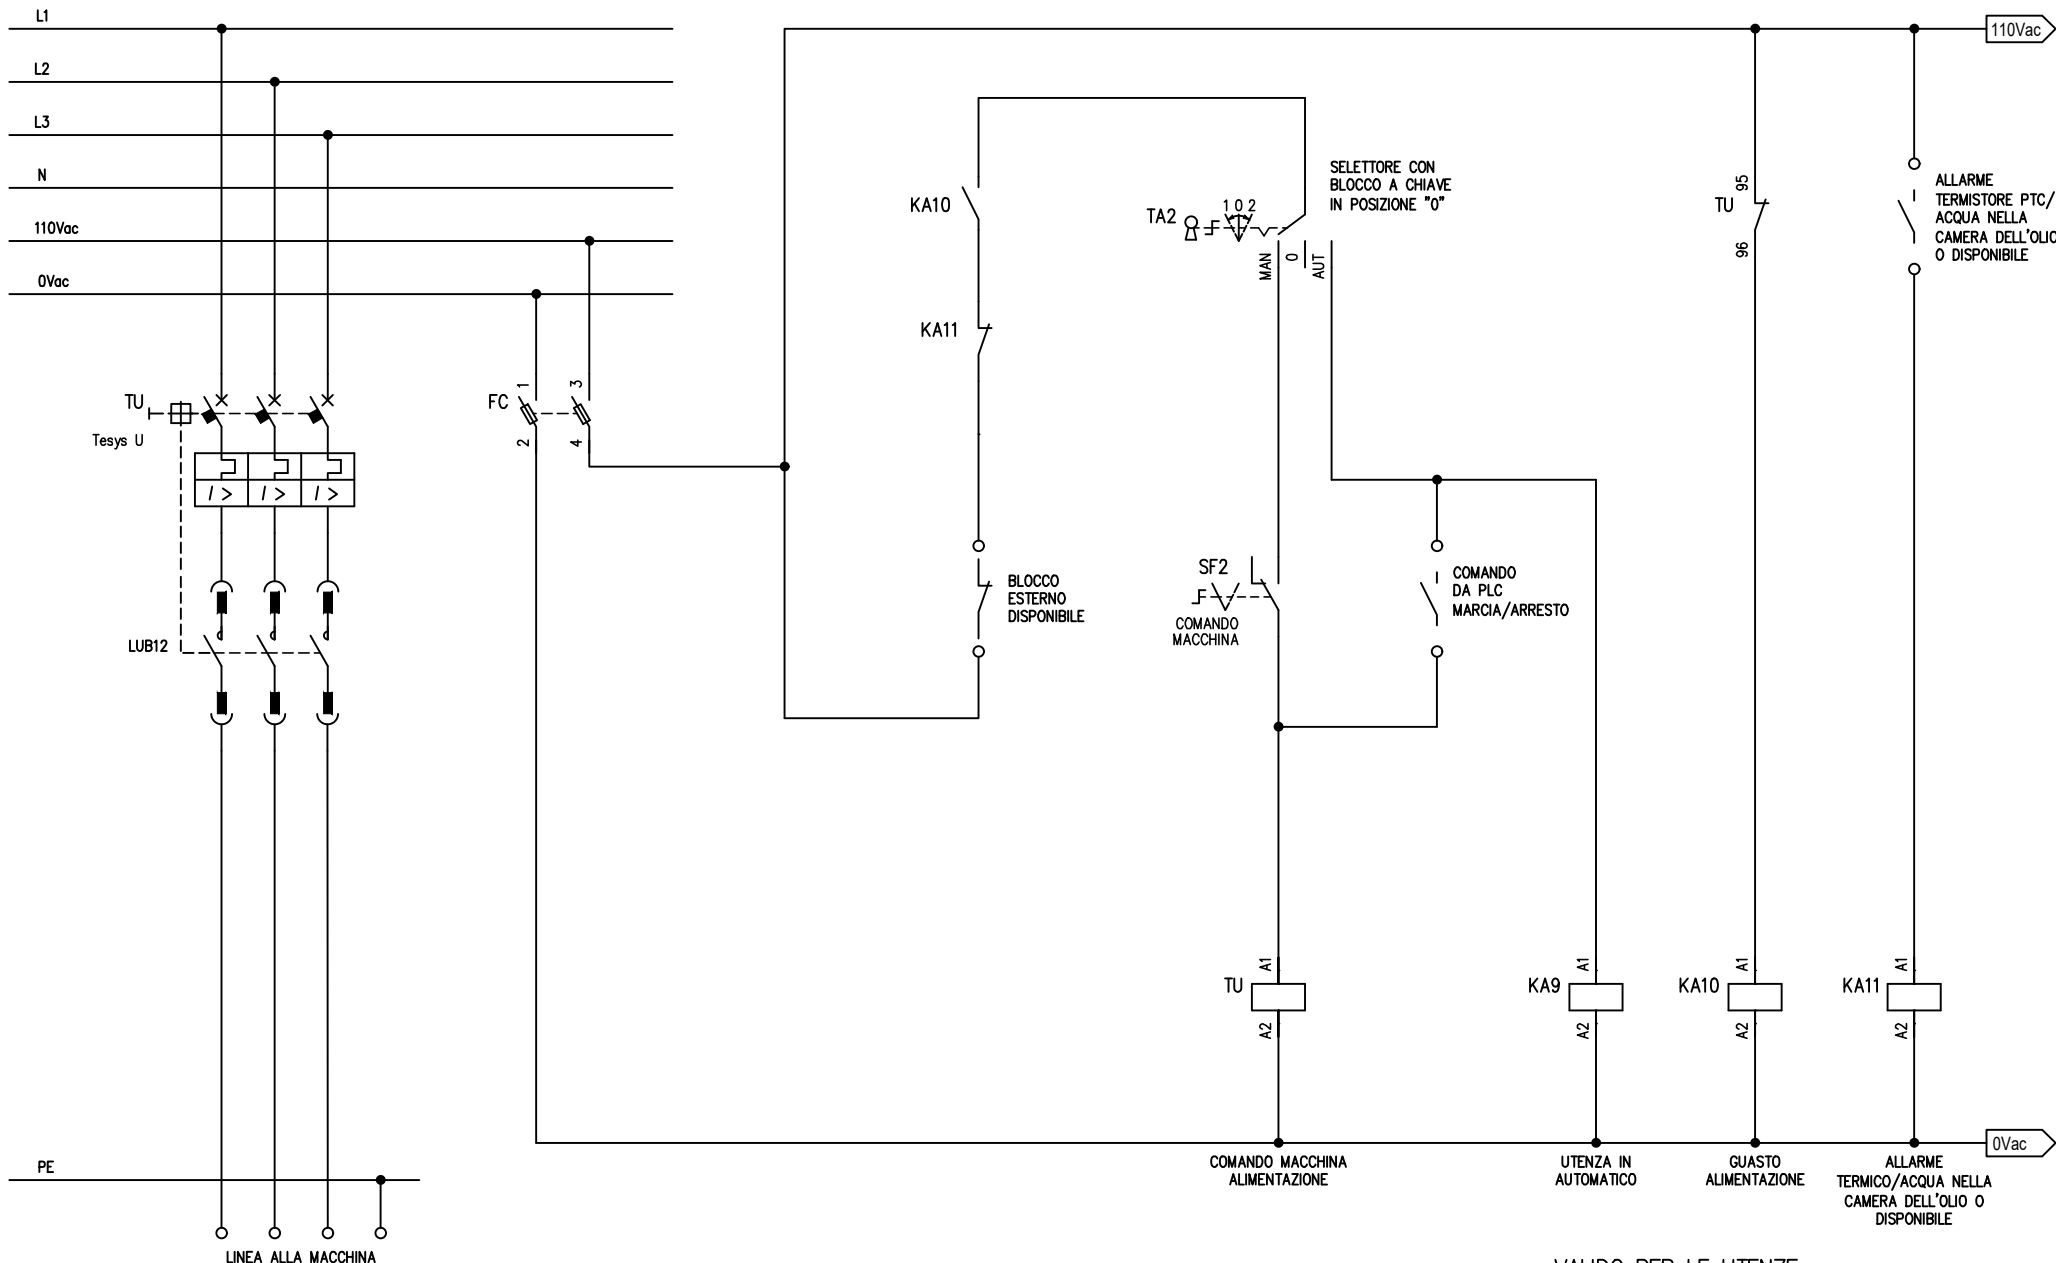 L1
L2
L3
N
110Vac
0Vac
TU
Tesys U
I >
I >
I >
LUB12
PE
LINEA ALLA MACCHINA
FC
1
2
3
4
KA10
KA11
BLOCCO
ESTERNO
DISPONIBILE
TA2
1 0 2
SELETTORE CON
BLOCCO A CHIAVE
IN POSIZIONE "0"
MAN
0
AUT
SF2
COMANDO
MACCHINA
COMANDO
DA PLC
MARCIA/ARRESTO
TU
95
96
ALLARME
TERMISTORE PTC/
ACQUA NELLA
CAMERA DELL'OLIO
O DISPONIBILE
110Vac
TU
A1
A2
KA9
A1
A2
KA10
A1
A2
KA11
A1
A2
0Vac
COMANDO MACCHINA
ALIMENTAZIONE
UTENZA IN
AUTOMATICO
GUASTO
ALIMENTAZIONE
ALLARME
TERMICO/ACQUA NELLA
CAMERA DELL'OLIO O
DISPONIBILE
VALIDO PER LE UTENZE